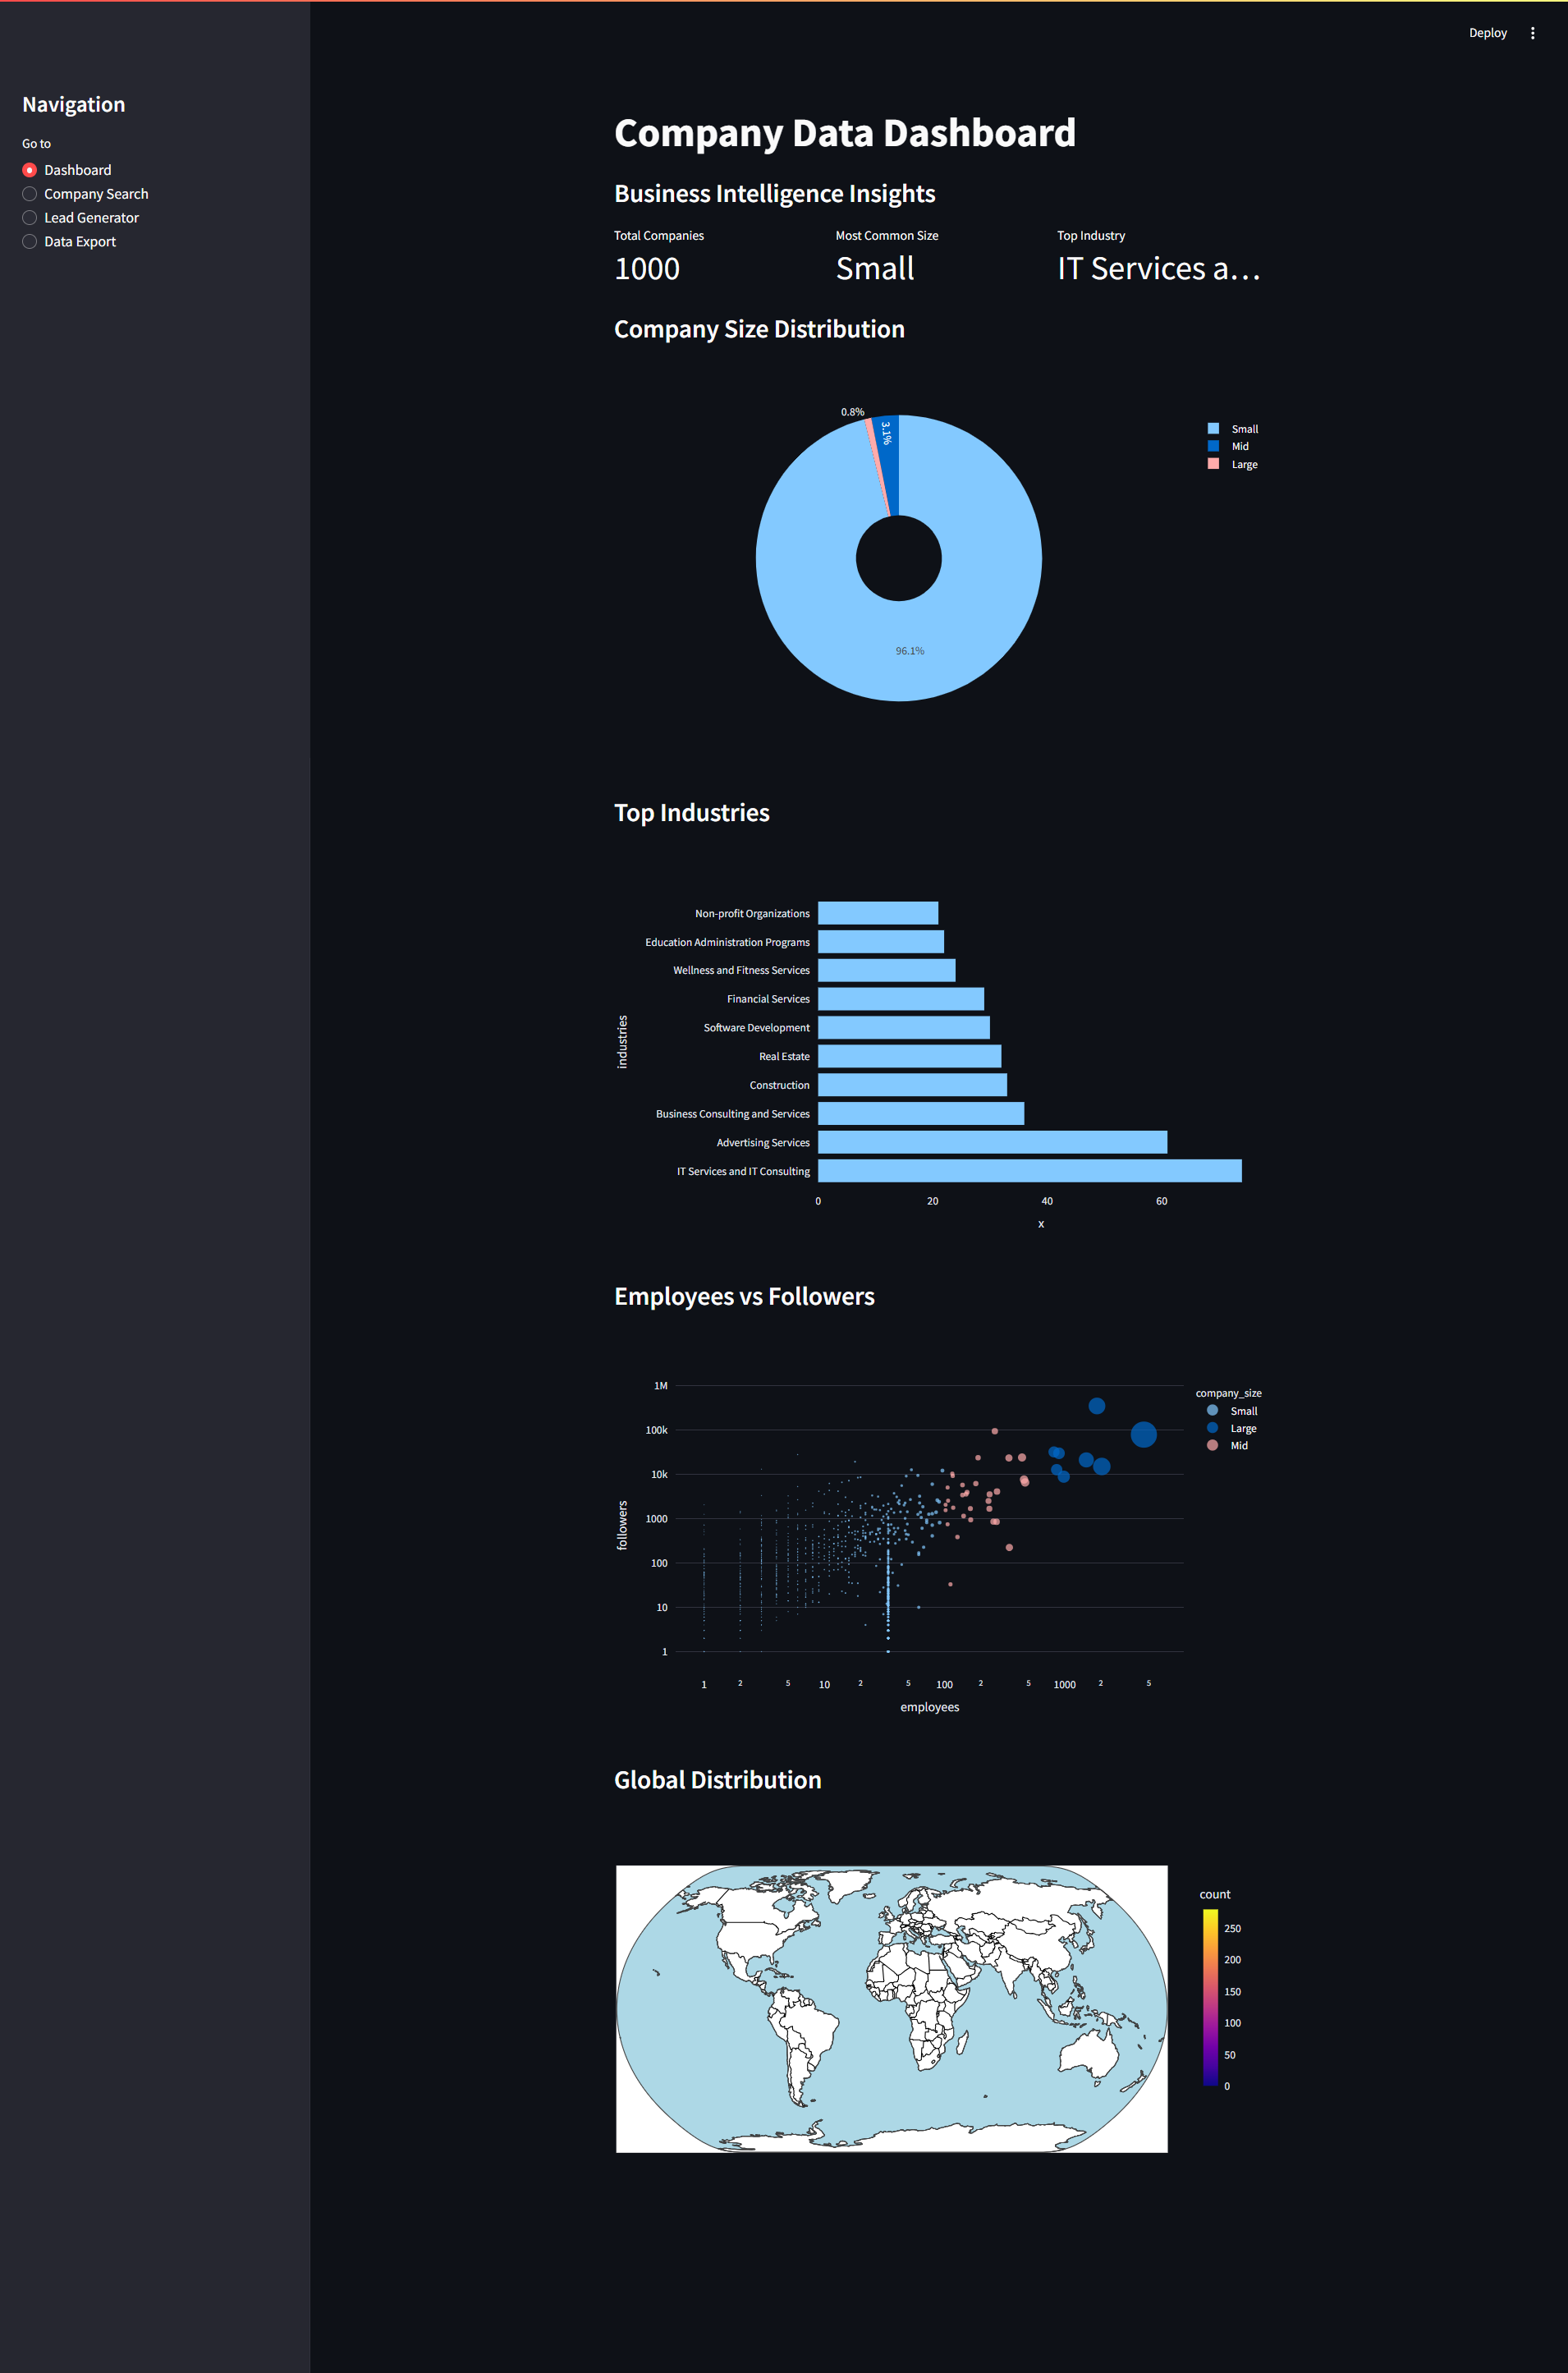 Deploy
Navigation
Go to
Dashboard
Company Search
Lead Generator
Data Export
Company Data Dashboard
Business Intelligence Insights
Total Companies
Most Common Size
Top Industry
1000
Small
IT Services a…
Company Size Distribution
0.8%
3.1%
96.1%
Small
Mid
Large
Top Industries
industries
Non-profit Organizations
Education Administration Programs
Wellness and Fitness Services
Financial Services
Software Development
Real Estate
Construction
Business Consulting and Services
Advertising Services
IT Services and IT Consulting
0 20 40 60
x
Employees vs Followers
followers
1M
100k
10k
1000
100
10
1
1 2 5 10 2 5 100 2 5 1000 2 5
employees
company_size
Small
Large
Mid
Global Distribution
count
250
200
150
100
50
0